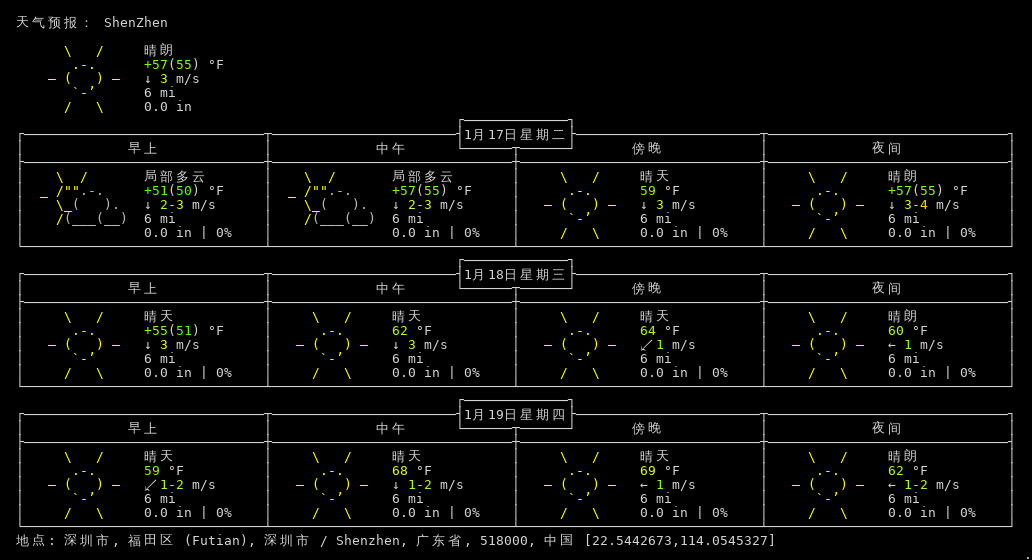 天气预报： ShenZhen
晴朗
+57(55) °F
↓ 3 m/s
6 mi
0.0 in
1月17日星期二
早上 中午 傍晚 夜间
局部多云 局部多云 晴天 晴朗
+51(50) °F +57(55) °F 59 °F +57(55) °F
↓ 2-3 m/s ↓ 2-3 m/s ↓ 3 m/s ↓ 3-4 m/s
6 mi 6 mi 6 mi 6 mi
0.0 in | 0% 0.0 in | 0% 0.0 in | 0% 0.0 in | 0%
1月18日星期三
早上 中午 傍晚 夜间
晴天 晴天 晴天 晴朗
+55(51) °F 62 °F 64 °F 60 °F
↓ 3 m/s ↓ 3 m/s ↙ 1 m/s ← 1 m/s
6 mi 6 mi 6 mi 6 mi
0.0 in | 0% 0.0 in | 0% 0.0 in | 0% 0.0 in | 0%
1月19日星期四
早上 中午 傍晚 夜间
晴天 晴天 晴天 晴朗
59 °F 68 °F 69 °F 62 °F
↙ 1-2 m/s ↓ 1-2 m/s ← 1 m/s ← 1-2 m/s
6 mi 6 mi 6 mi 6 mi
0.0 in | 0% 0.0 in | 0% 0.0 in | 0% 0.0 in | 0%
地点: 深圳市, 福田区 (Futian), 深圳市 / Shenzhen, 广东省, 518000, 中国 [22.5442673,114.0545327]